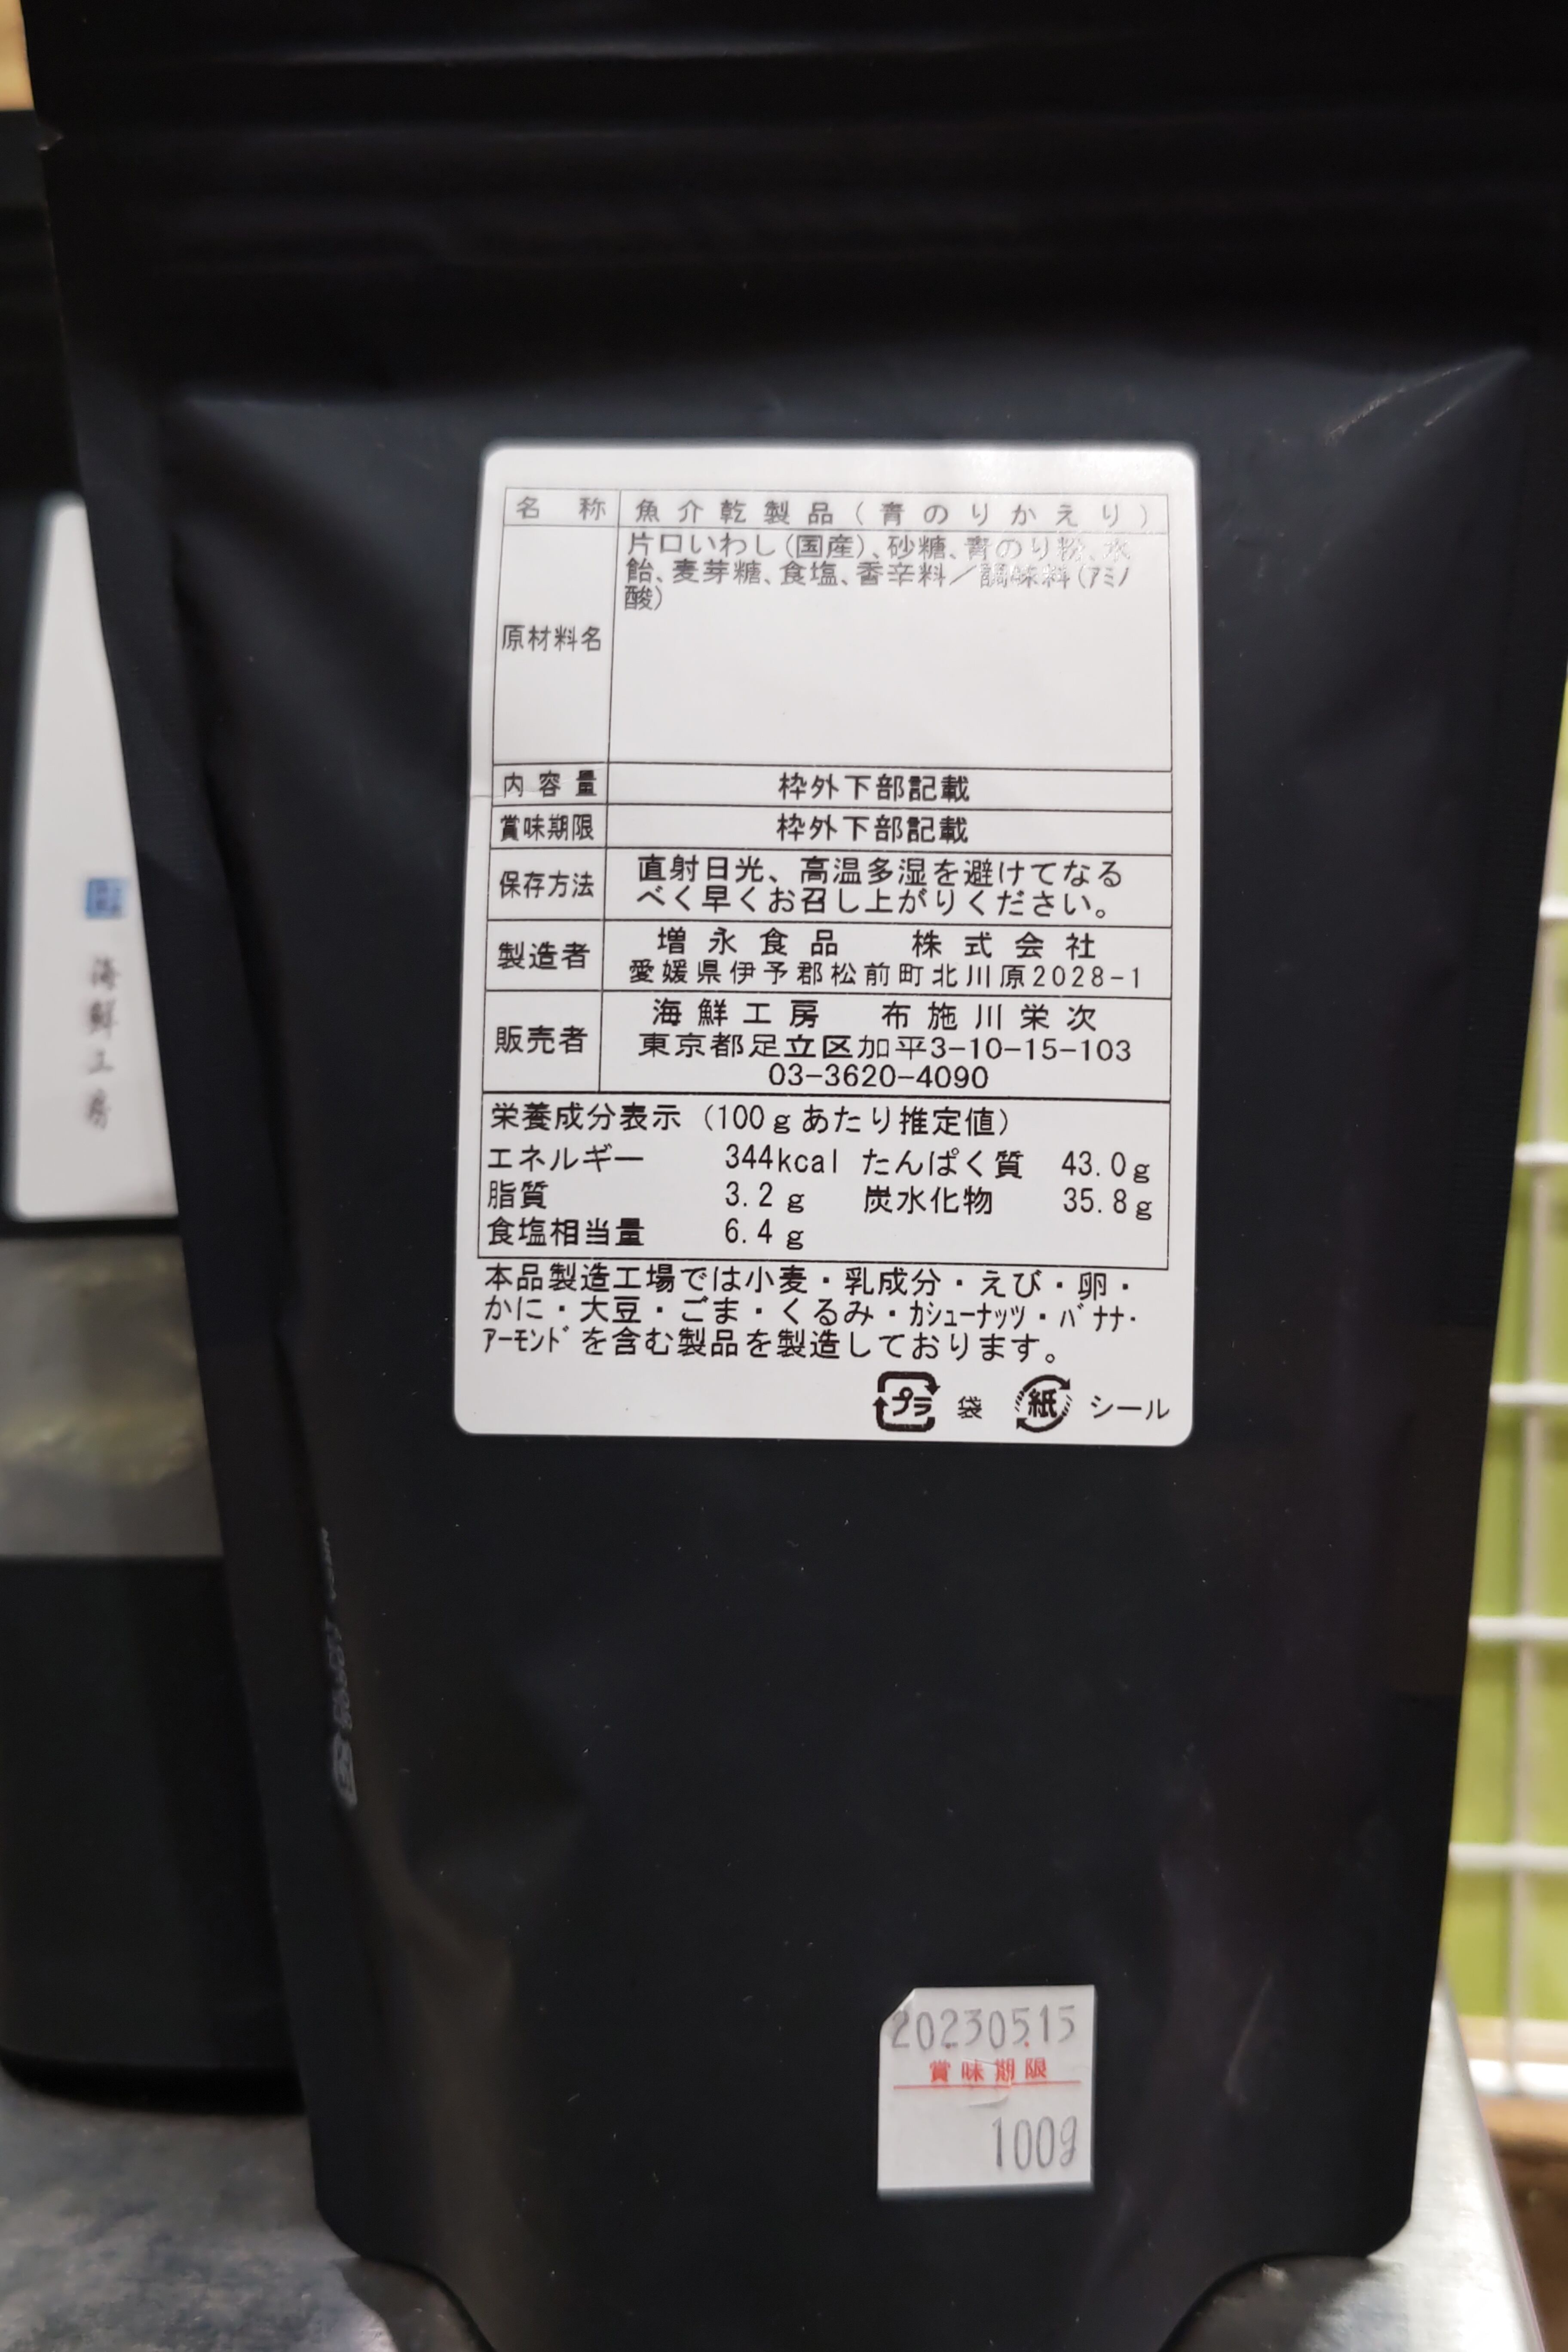 名称 魚介乾製品(青のりかえり)
原材料名
片口いわし(国産)、砂糖、青のり粉、水
飴、麦芽糖、食塩、香辛料/調味料(アミノ
酸)
内容量 枠外下部記載
賞味期限 枠外下部記載
保存方法
直射日光、高温多湿を避けてなる
べく早くお召し上がりください。
製造者
増永食品 株式会社
愛媛県伊予郡松前町北川原2028-1
販売者
海鮮工房 布施川栄次
東京都足立区加平3-10-15-103
03-3620-4090
栄養成分表示(100gあたり推定値)
エネルギー 344kcal たんぱく質 43.0g
脂質 3.2g 炭水化物 35.8g
食塩相当量 6.4g
本品製造工場では小麦・乳成分・えび・卵・
かに・大豆・ごま・くるみ・カシューナッツ・バナナ・
アーモンドを含む製品を製造しております。
プラ 袋 紙 シール
20230515
賞味期限
100g
海鮮工房